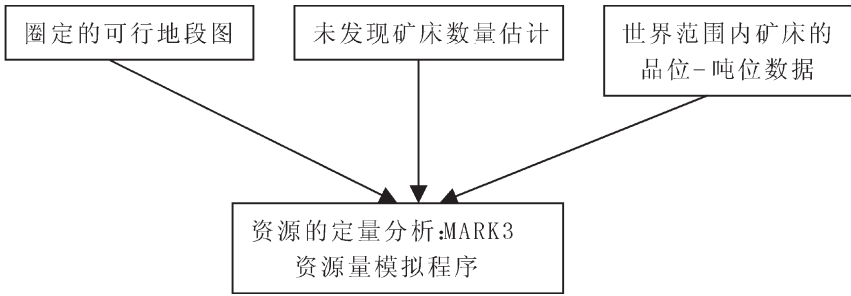 圈定的可行地段图
未发现矿床数量估计
世界范围内矿床的
品位-吨位数据
资源的定量分析:MARK3
资源量模拟程序